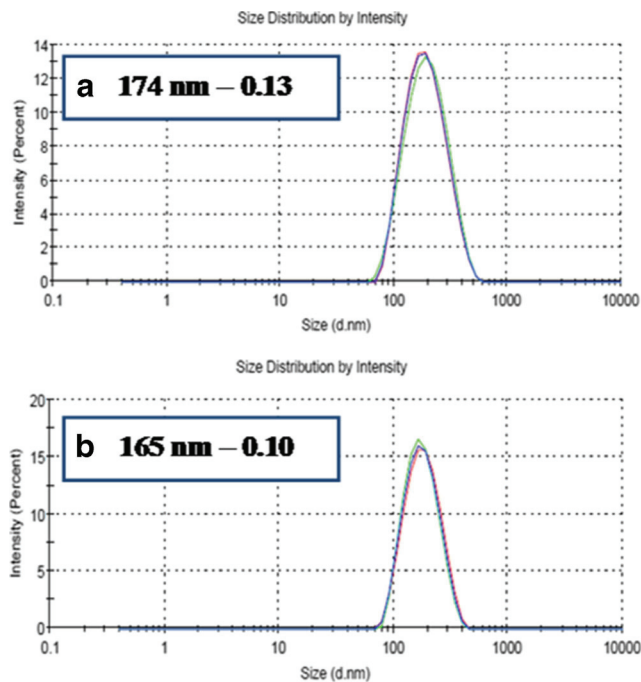 Size Distribution by Intensity
Intensity (Percent)
14
12
10
8
6
4
2
0
a 174 nm – 0.13
0.1 1 10 100 1000 10000
Size (d.nm)
Size Distribution by Intensity
Intensity (Percent)
20
15
10
5
0
b 165 nm – 0.10
0.1 1 10 100 1000 10000
Size (d.nm)